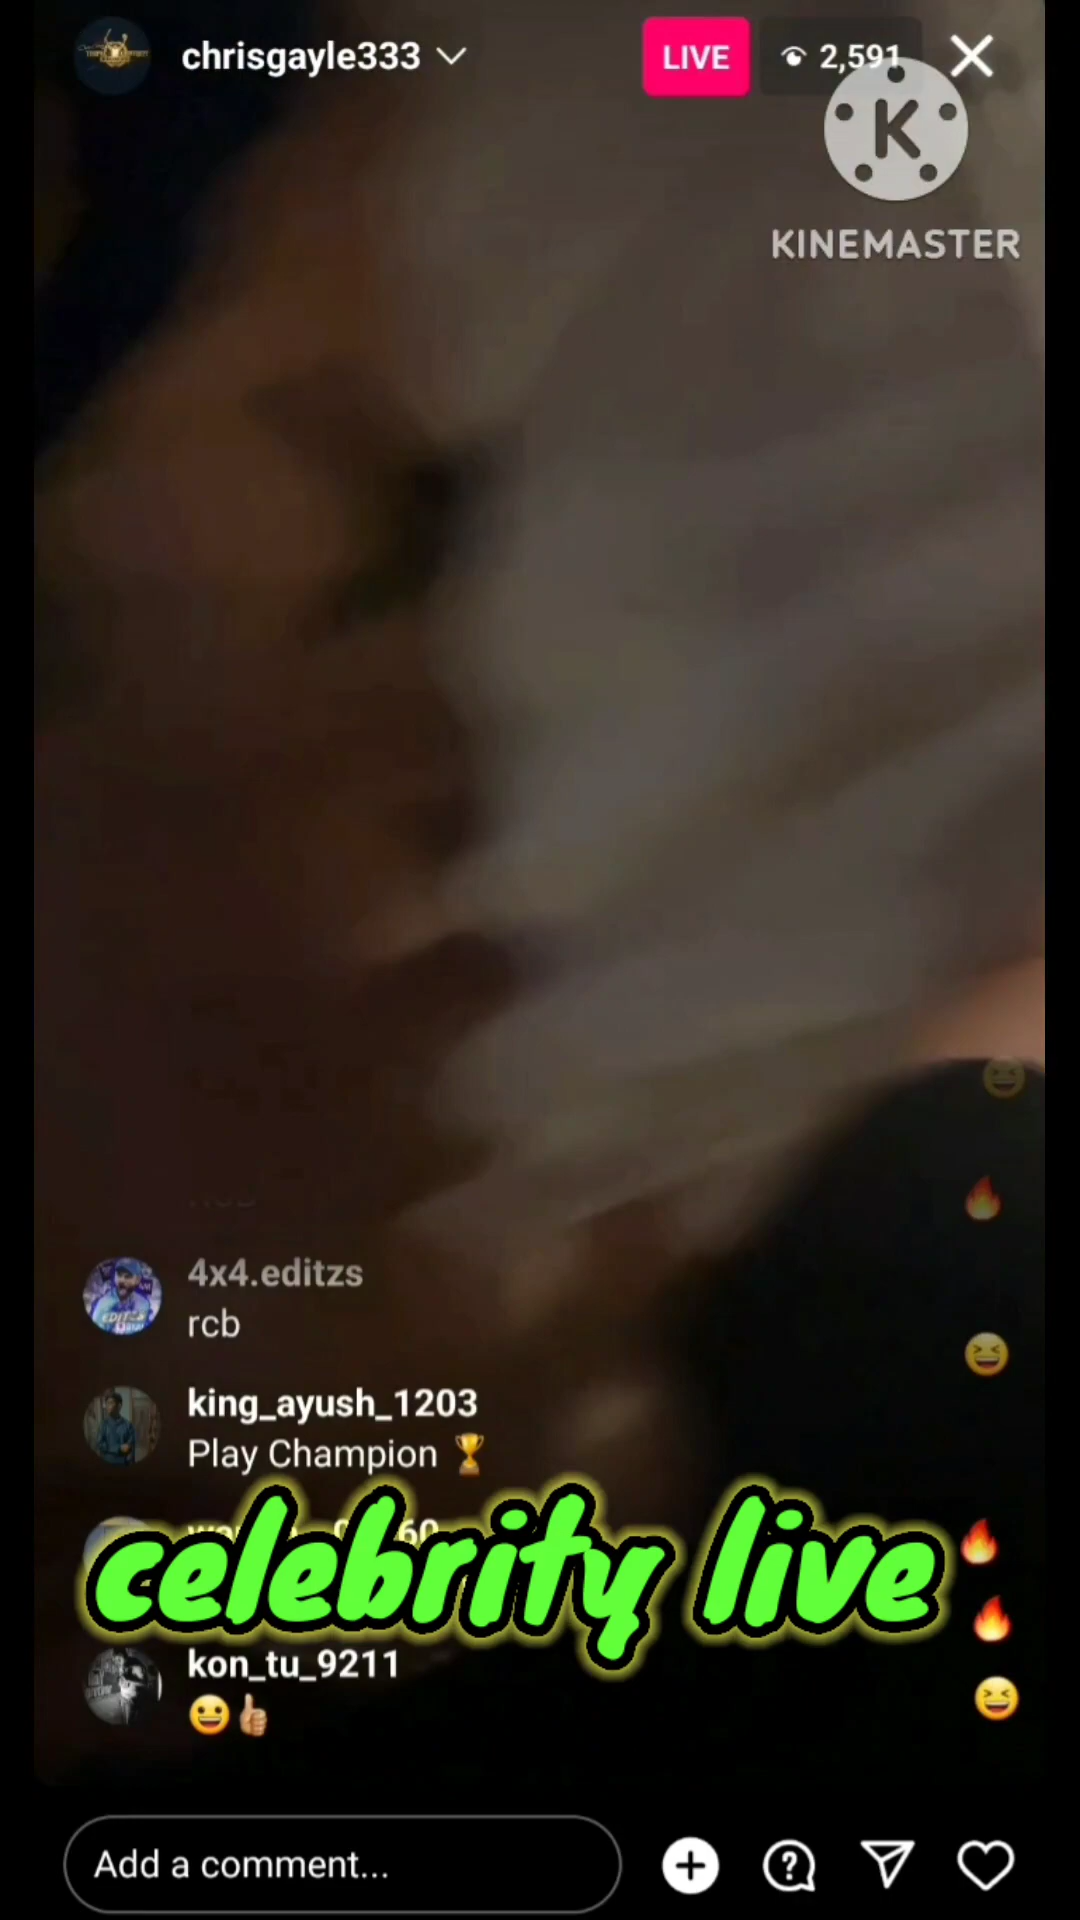 chrisgayle333
LIVE
2,591
K
KINEMASTER
4x4.editzs
rcb
king_ayush_1203
Play Champion 🏆
celebrity live
kon_tu_9211
😀👍🏼
Add a comment...